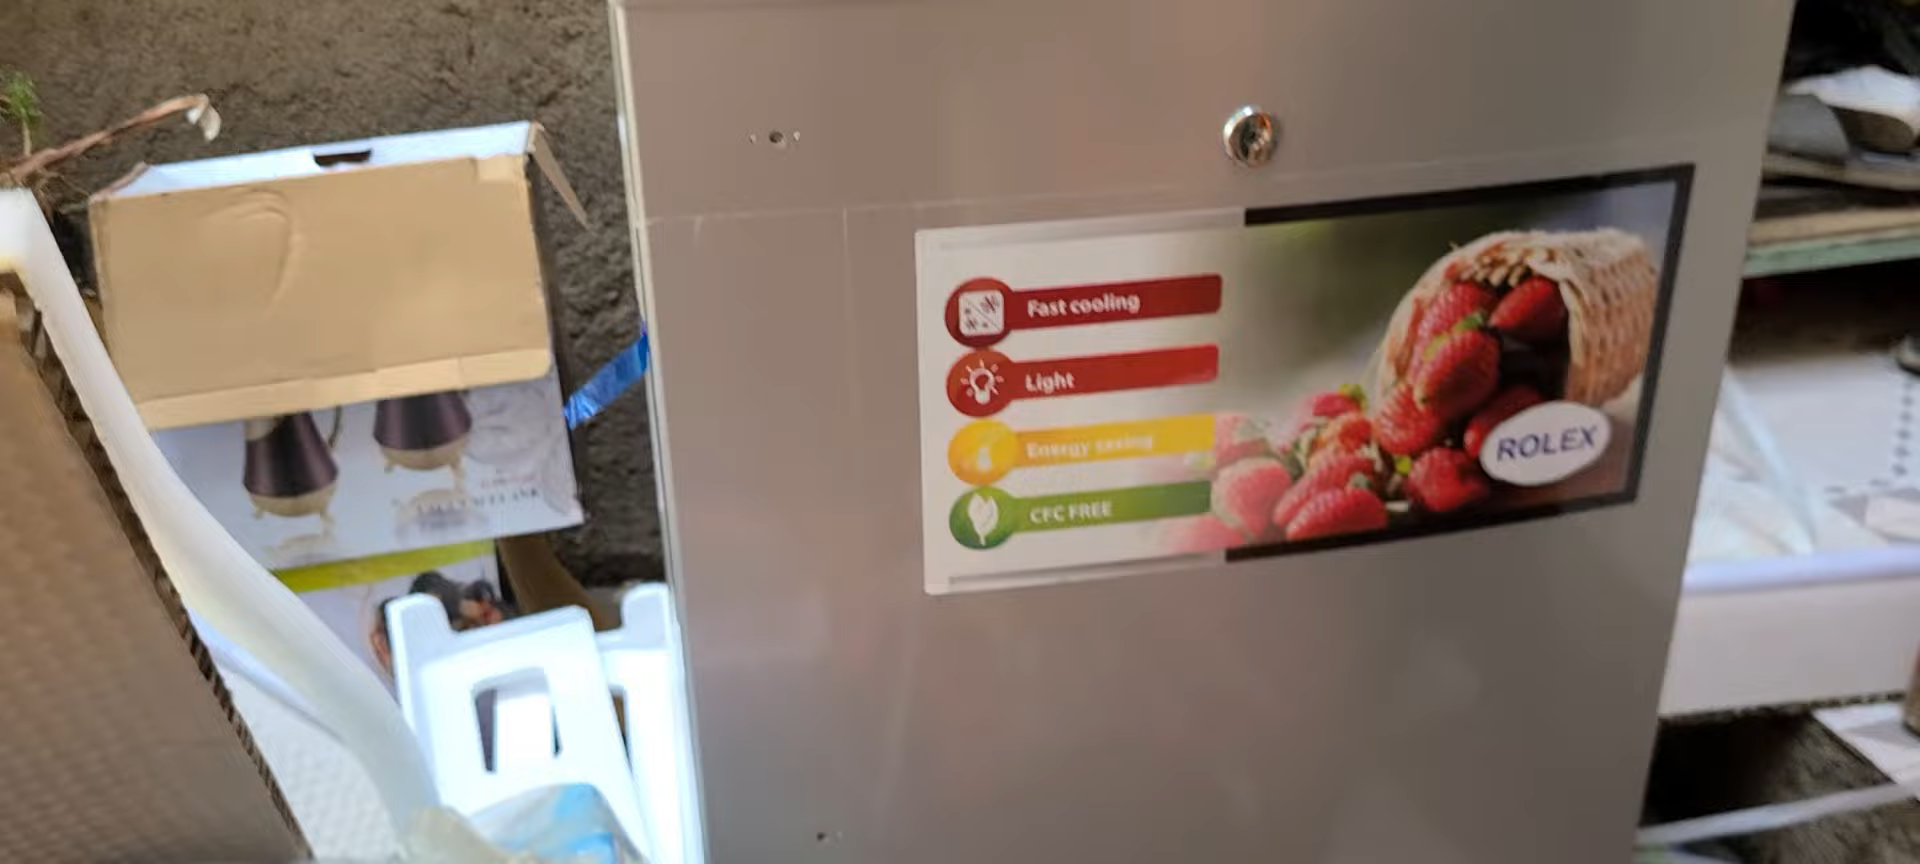 Fast cooling
Light
Energy saving
CFC FREE
ROLEX